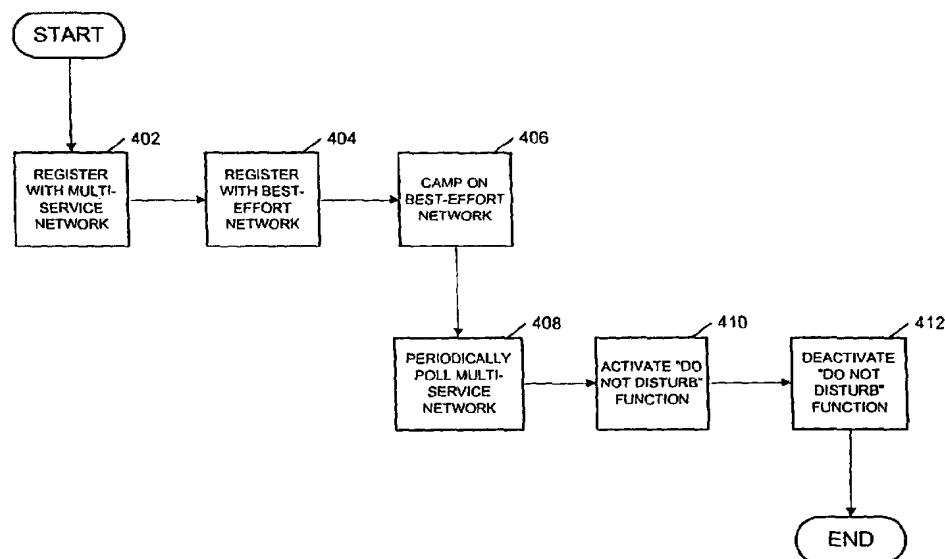 START
402
REGISTER
WITH MULTI-
SERVICE
NETWORK
404
REGISTER
WITH BEST-
EFFORT
NETWORK
406
CAMP ON
BEST-EFFORT
NETWORK
408
PERIODICALLY
POLL MULTI-
SERVICE
NETWORK
410
ACTIVATE "DO
NOT DISTURB"
FUNCTION
412
DEACTIVATE
"DO NOT
DISTURB"
FUNCTION
END